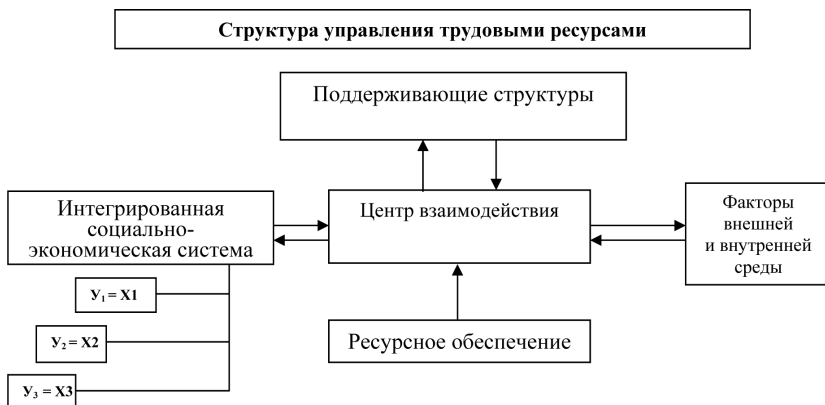 Структура управления трудовыми ресурсами
Поддерживающие структуры
Интегрированная
социально-
экономическая система
Центр взаимодействия
Факторы
внешней
и внутренней
среды
У₁ = Х1
У₂ = Х2
У₃ = Х3
Ресурсное обеспечение